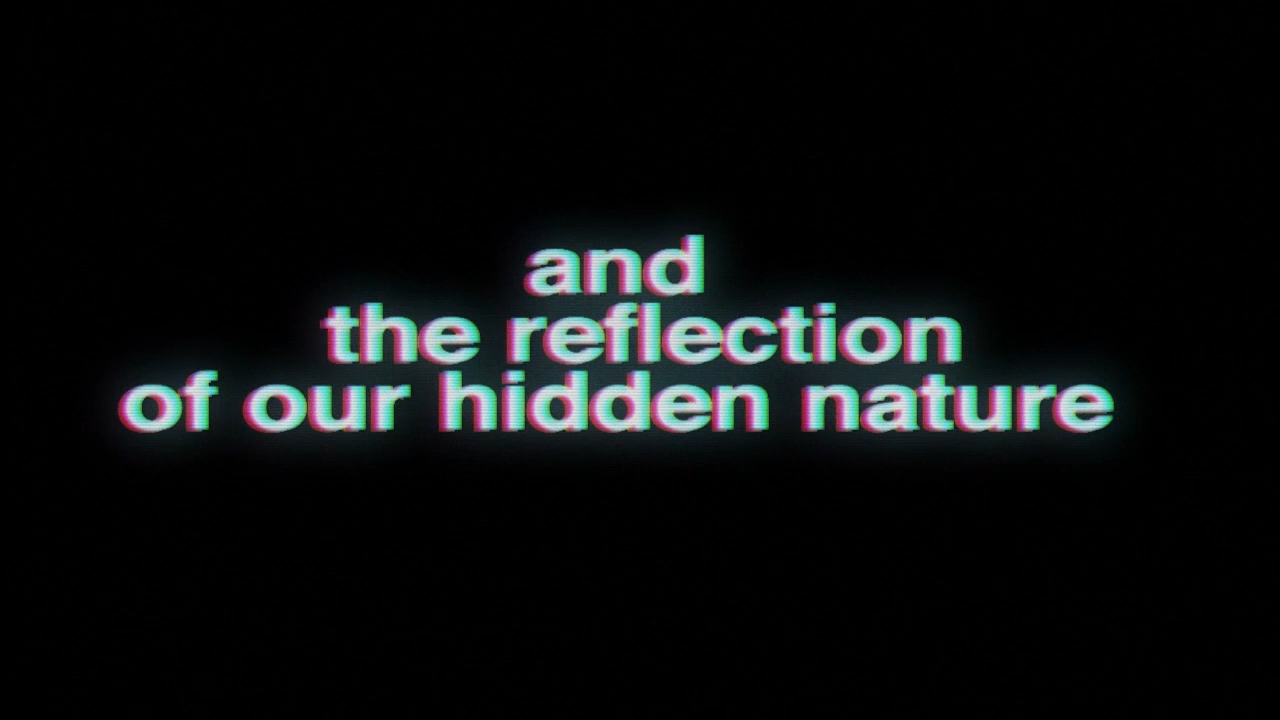 and
the reflection
of our hidden nature